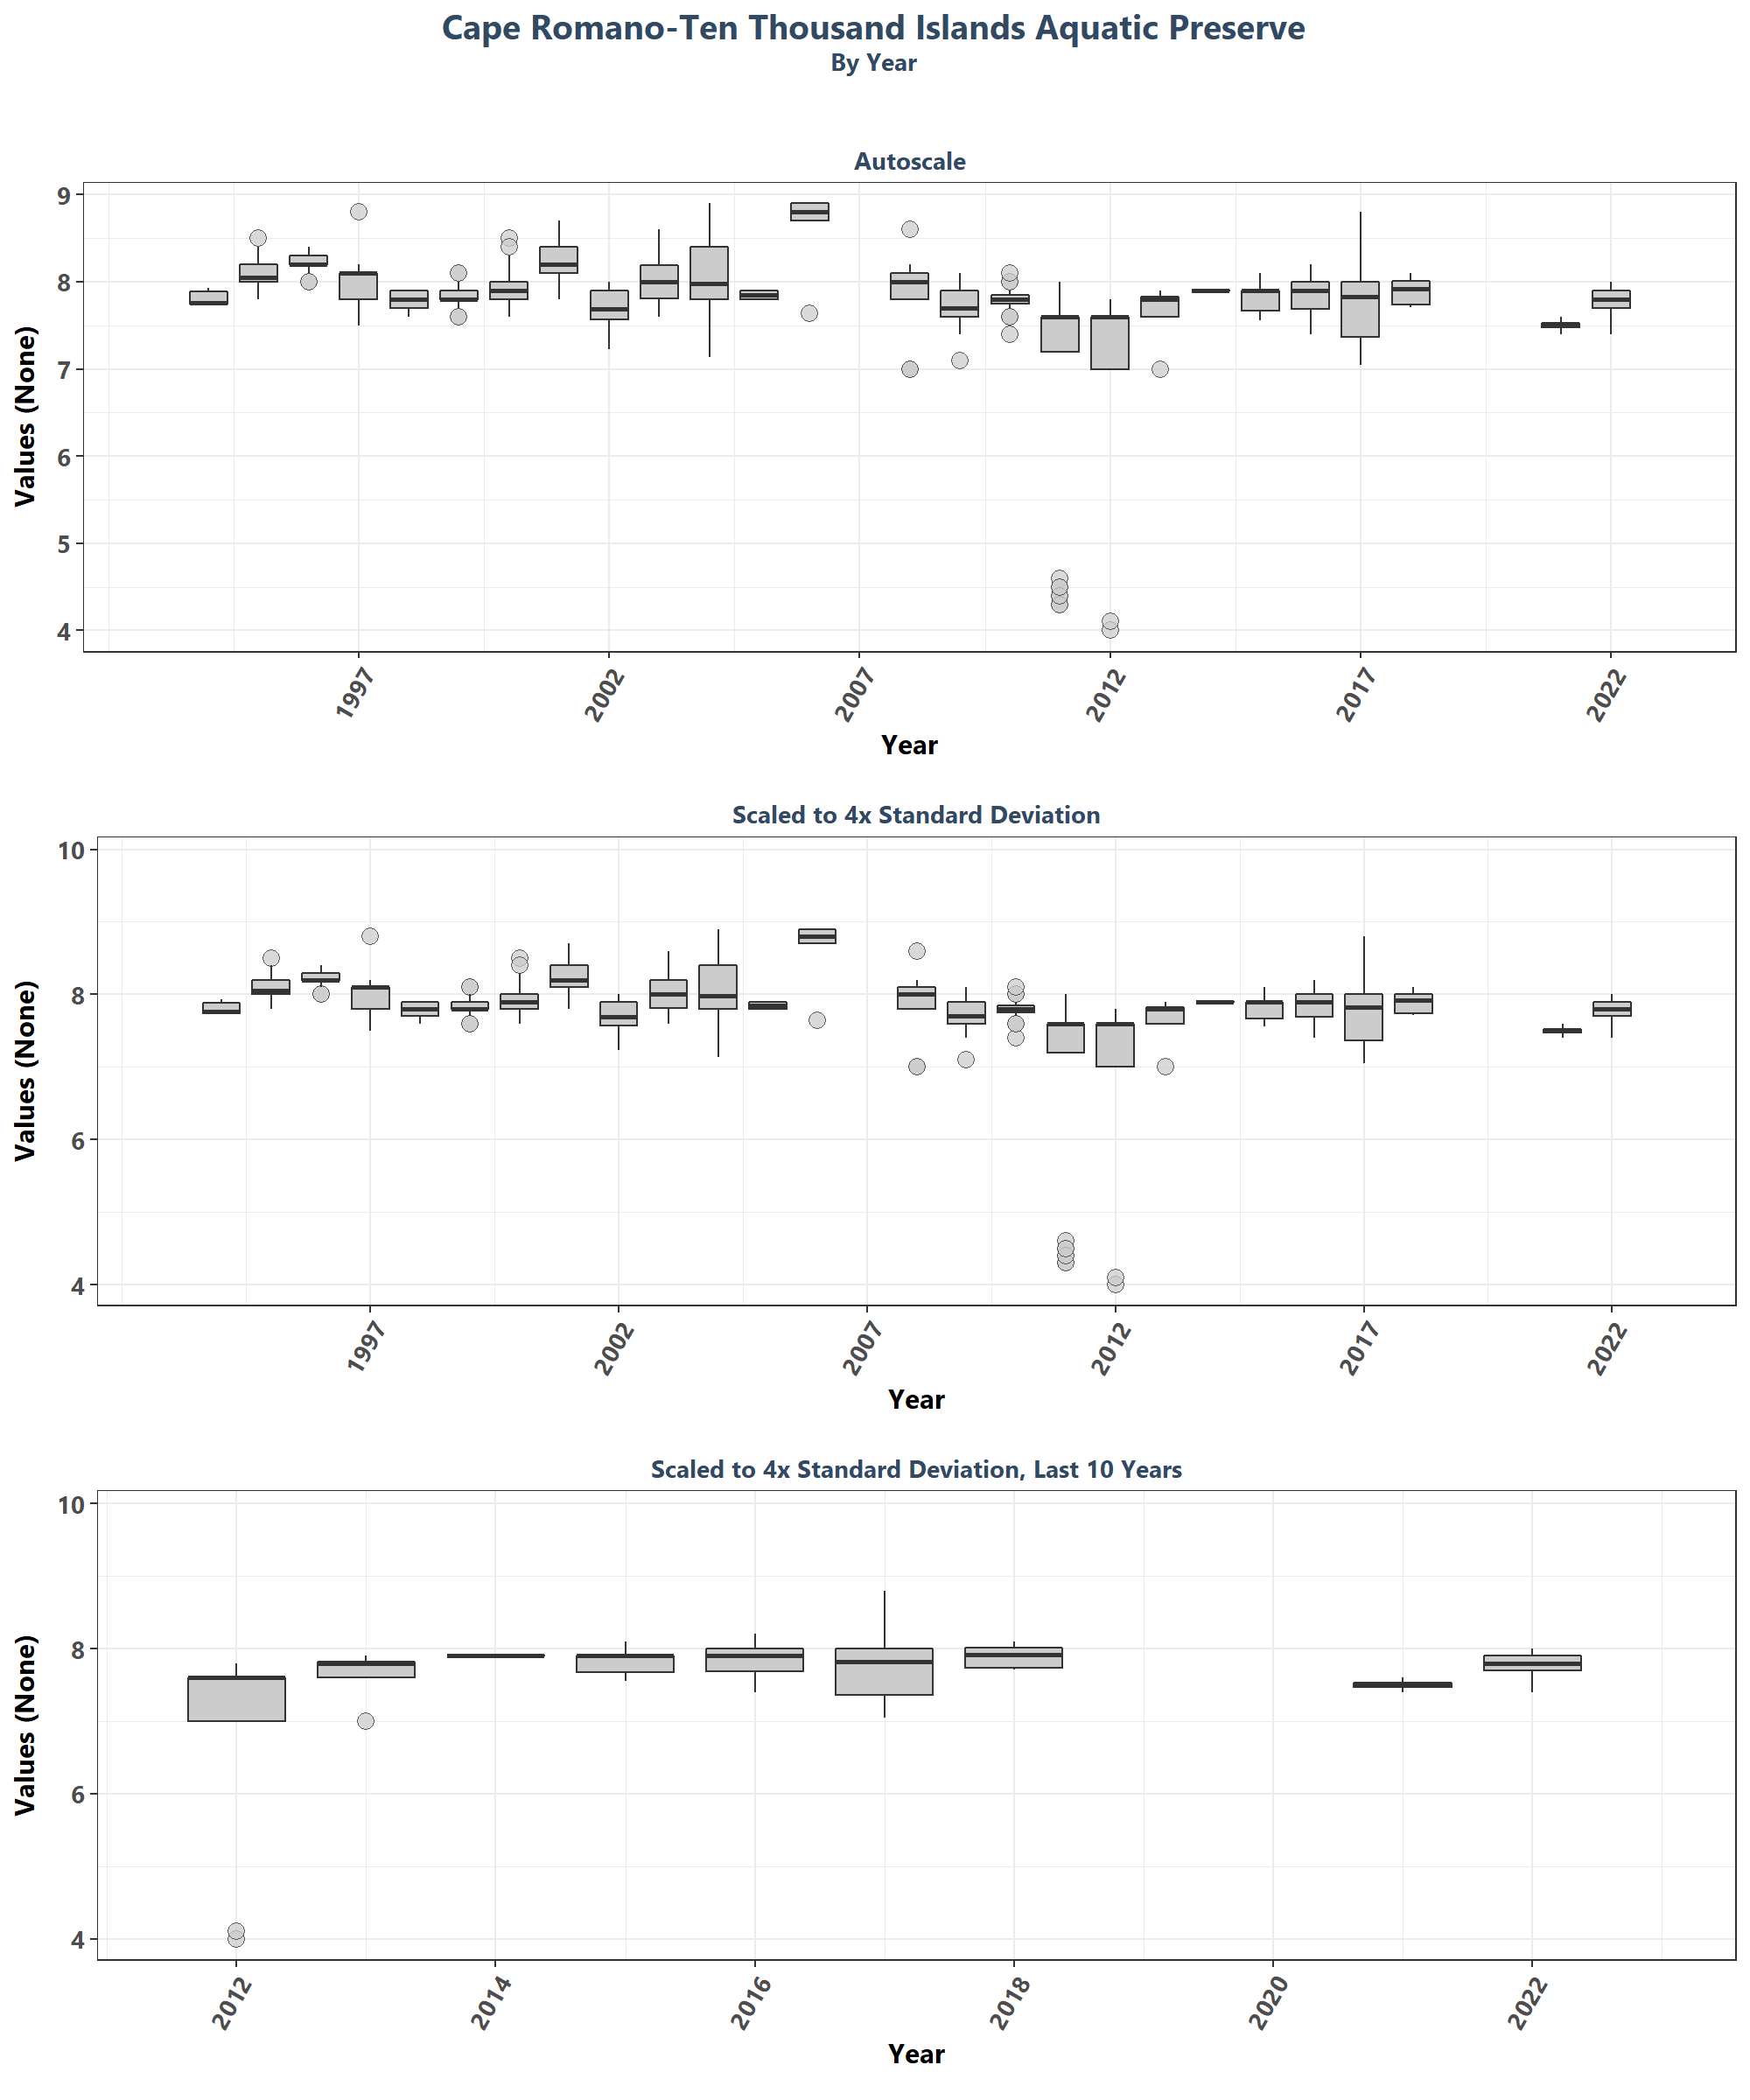 Cape Romano-Ten Thousand Islands Aquatic Preserve
By Year
Autoscale
Values (None)
9
8
7
6
5
4
1997
2002
2007
2012
2017
2022
Year
Scaled to 4x Standard Deviation
Values (None)
10
8
6
4
1997
2002
2007
2012
2017
2022
Year
Scaled to 4x Standard Deviation, Last 10 Years
Values (None)
10
8
6
4
2012
2014
2016
2018
2020
2022
Year